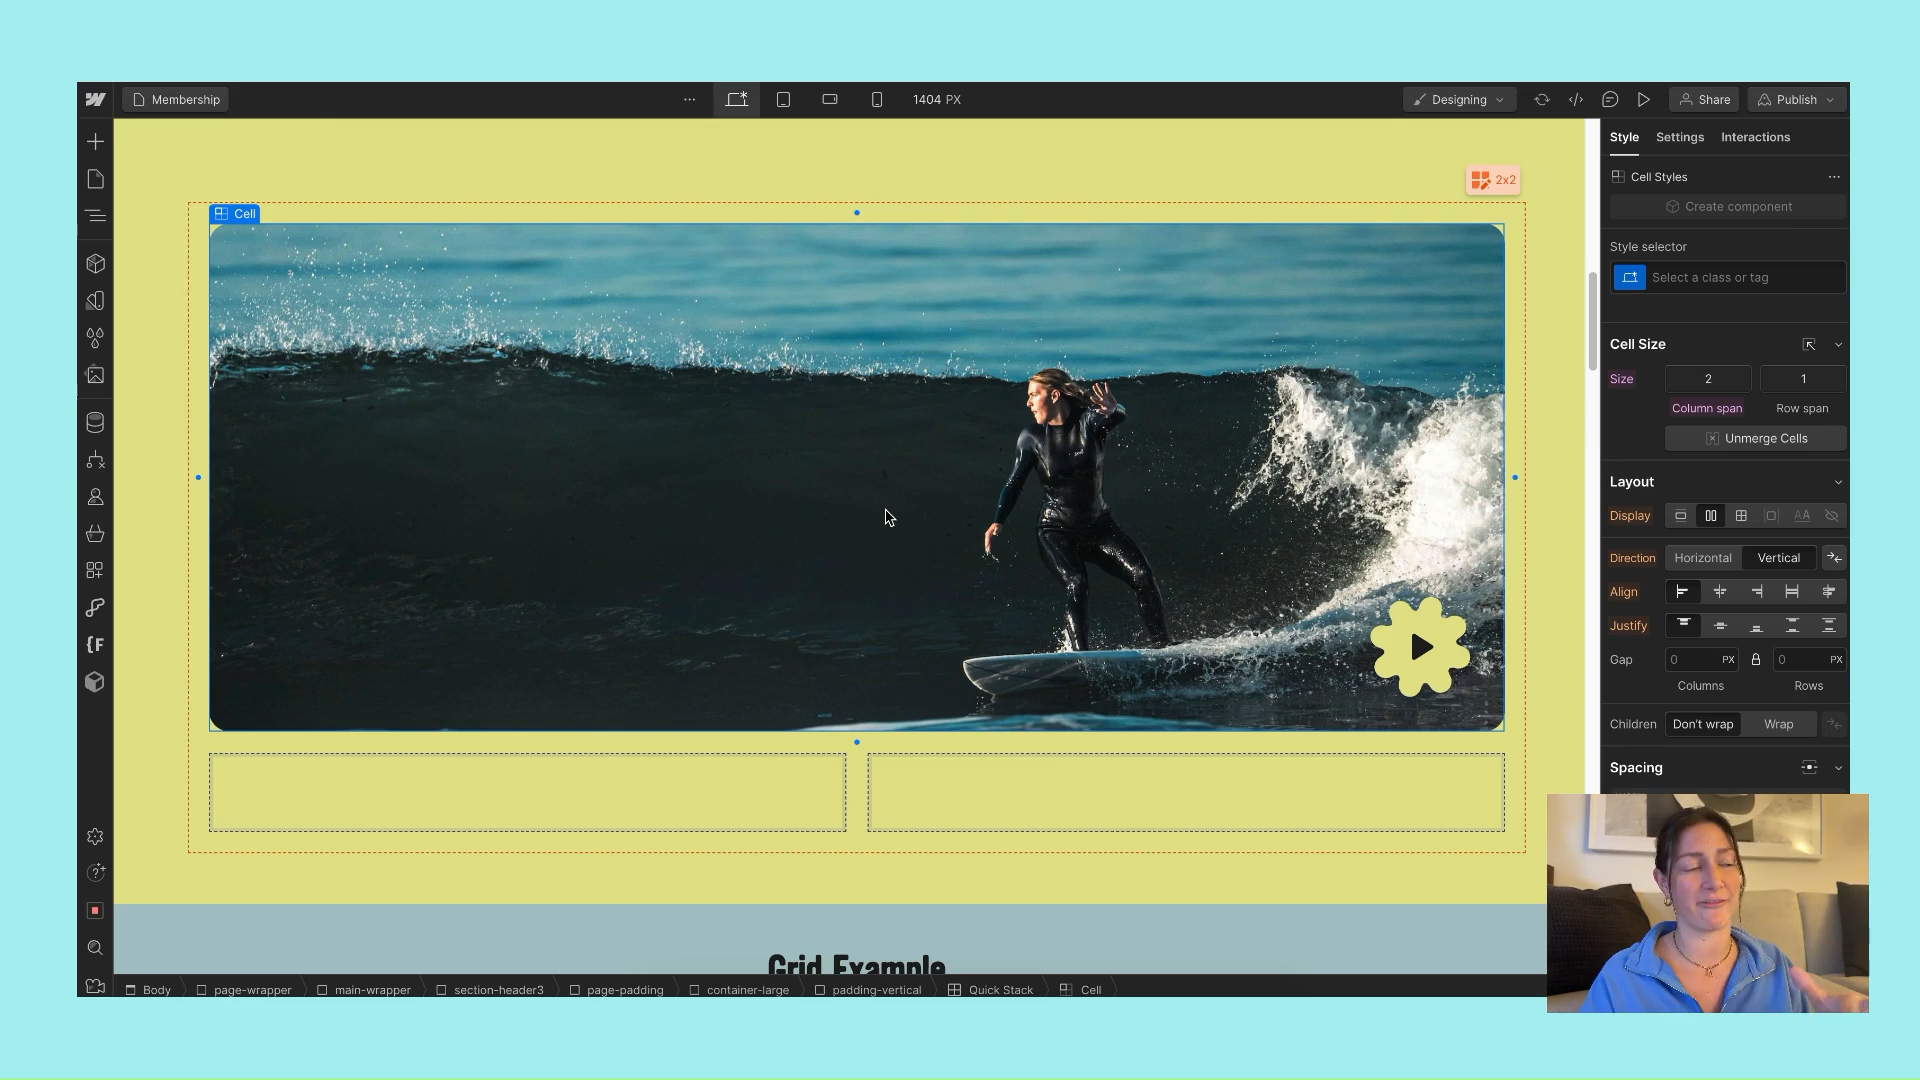 Membership
1404 PX
Designing
Share
Publish
Style
Settings
Interactions
2x2
Cell
Cell Styles
Create component
Style selector
Select a class or tag
Cell Size
Size
2
1
Column span
Row span
Unmerge Cells
Layout
Display
AA
Direction
Horizontal
Vertical
Align
Justify
Gap
0 PX
0 PX
Columns
Rows
Children
Don't wrap
Wrap
Spacing
Grid Example
Body
page-wrapper
main-wrapper
section-header3
page-padding
container-large
padding-vertical
Quick Stack
Cell